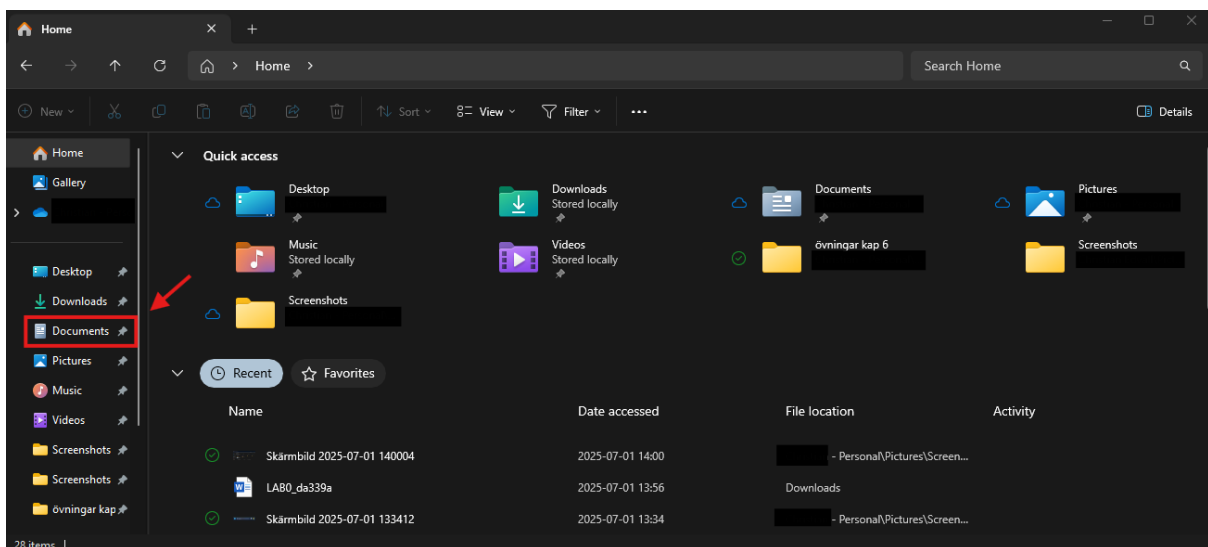 Home
Home
Search Home
New
Sort
View
Filter
Details
Home
Gallery
Desktop
Downloads
Documents
Pictures
Music
Videos
Screenshots
Screenshots
övningar kap
Quick access
Desktop
Downloads
Stored locally
Documents
Pictures
Music
Stored locally
Videos
Stored locally
övningar kap 6
Screenshots
Screenshots
Recent
Favorites
Name Date accessed File location Activity
Skärmbild 2025-07-01 140004 2025-07-01 14:00 - Personal\Pictures\Screen...
LAB0_da339a 2025-07-01 13:56 Downloads
Skärmbild 2025-07-01 133412 2025-07-01 13:34 - Personal\Pictures\Screen...
28 items